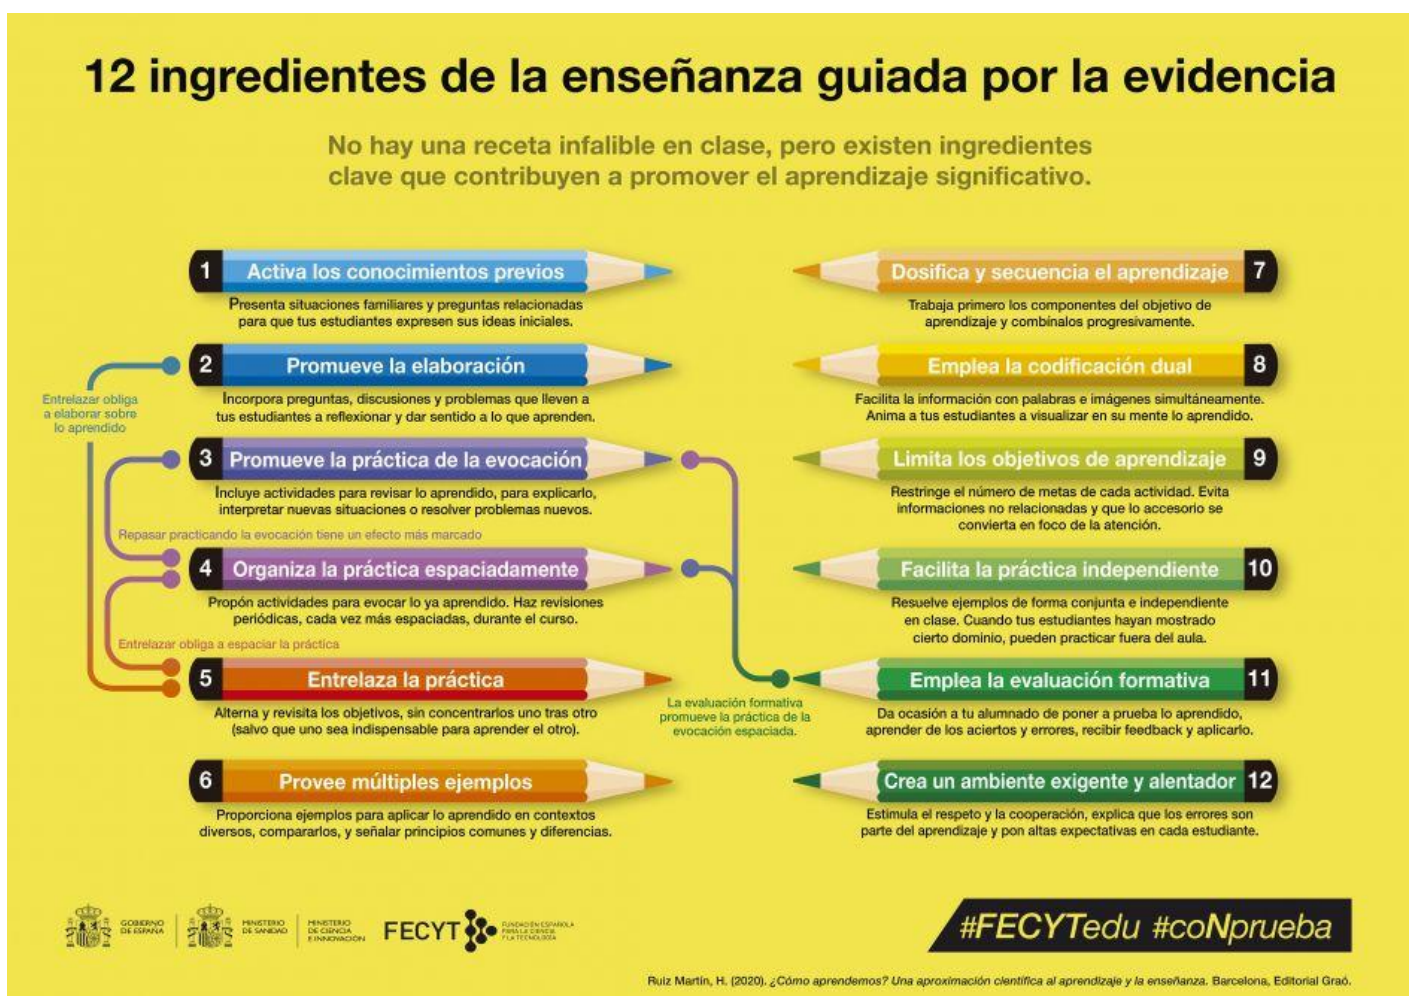 12 ingredientes de la enseñanza guiada por la evidencia
No hay una receta infalible en clase, pero existen ingredientes
clave que contribuyen a promover el aprendizaje significativo.
1 Activa los conocimientos previos
Presenta situaciones familiares y preguntas relacionadas
para que tus estudiantes expresen sus ideas iniciales.
2 Promueve la elaboración
Incorpora preguntas, discusiones y problemas que lleven a
tus estudiantes a reflexionar y dar sentido a lo que aprenden.
Entrelazar obliga
a elaborar sobre
lo aprendido
3 Promueve la práctica de la evocación
Incluye actividades para revisar lo aprendido, para explicarlo,
interpretar nuevas situaciones o resolver problemas nuevos.
Repasar practicando la evocación tiene un efecto más marcado
4 Organiza la práctica espaciadamente
Propón actividades para evocar lo ya aprendido. Haz revisiones
periódicas, cada vez más espaciadas, durante el curso.
Entrelazar obliga a espaciar la práctica
5 Entrelaza la práctica
Alterna y revisita los objetivos, sin concentrarlos uno tras otro
(salvo que uno sea indispensable para aprender el otro).
6 Provee múltiples ejemplos
Proporciona ejemplos para aplicar lo aprendido en contextos
diversos, compararlos, y señalar principios comunes y diferencias.
Dosifica y secuencia el aprendizaje 7
Trabaja primero los componentes del objetivo de
aprendizaje y combínalos progresivamente.
Emplea la codificación dual 8
Facilita la información con palabras e imágenes simultáneamente.
Anima a tus estudiantes a visualizar en su mente lo aprendido.
Limita los objetivos de aprendizaje 9
Restringe el número de metas de cada actividad. Evita
informaciones no relacionadas y que lo accesorio se
convierta en foco de la atención.
Facilita la práctica independiente 10
Resuelve ejemplos de forma conjunta e independiente
en clase. Cuando tus estudiantes hayan mostrado
cierto dominio, pueden practicar fuera del aula.
Emplea la evaluación formativa 11
La evaluación formativa
promueve la práctica de la
evocación espaciada.
Da ocasión a tu alumnado de poner a prueba lo aprendido,
aprender de los aciertos y errores, recibir feedback y aplicarlo.
Crea un ambiente exigente y alentador 12
Estimula el respeto y la cooperación, explica que los errores son
parte del aprendizaje y pon altas expectativas en cada estudiante.
GOBIERNO
DE ESPAÑA
MINISTERIO
DE SANIDAD
MINISTERIO
DE CIENCIA
E INNOVACIÓN
FECYT
FUNDACIÓN ESPAÑOLA
PARA LA CIENCIA
Y LA TECNOLOGÍA
#FECYTedu #coNprueba
Ruiz Martín, H. (2020). ¿Cómo aprendemos? Una aproximación científica al aprendizaje y la enseñanza. Barcelona, Editorial Graó.